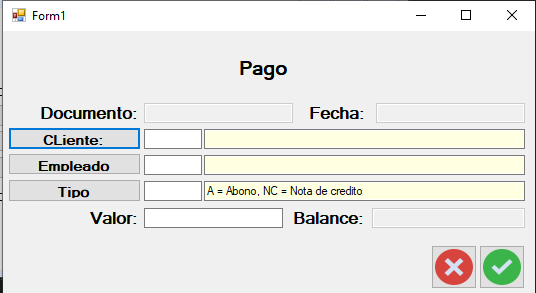 Form1
Pago
Documento: Fecha:
CLiente:
Empleado
Tipo A = Abono, NC = Nota de credito
Valor: Balance: